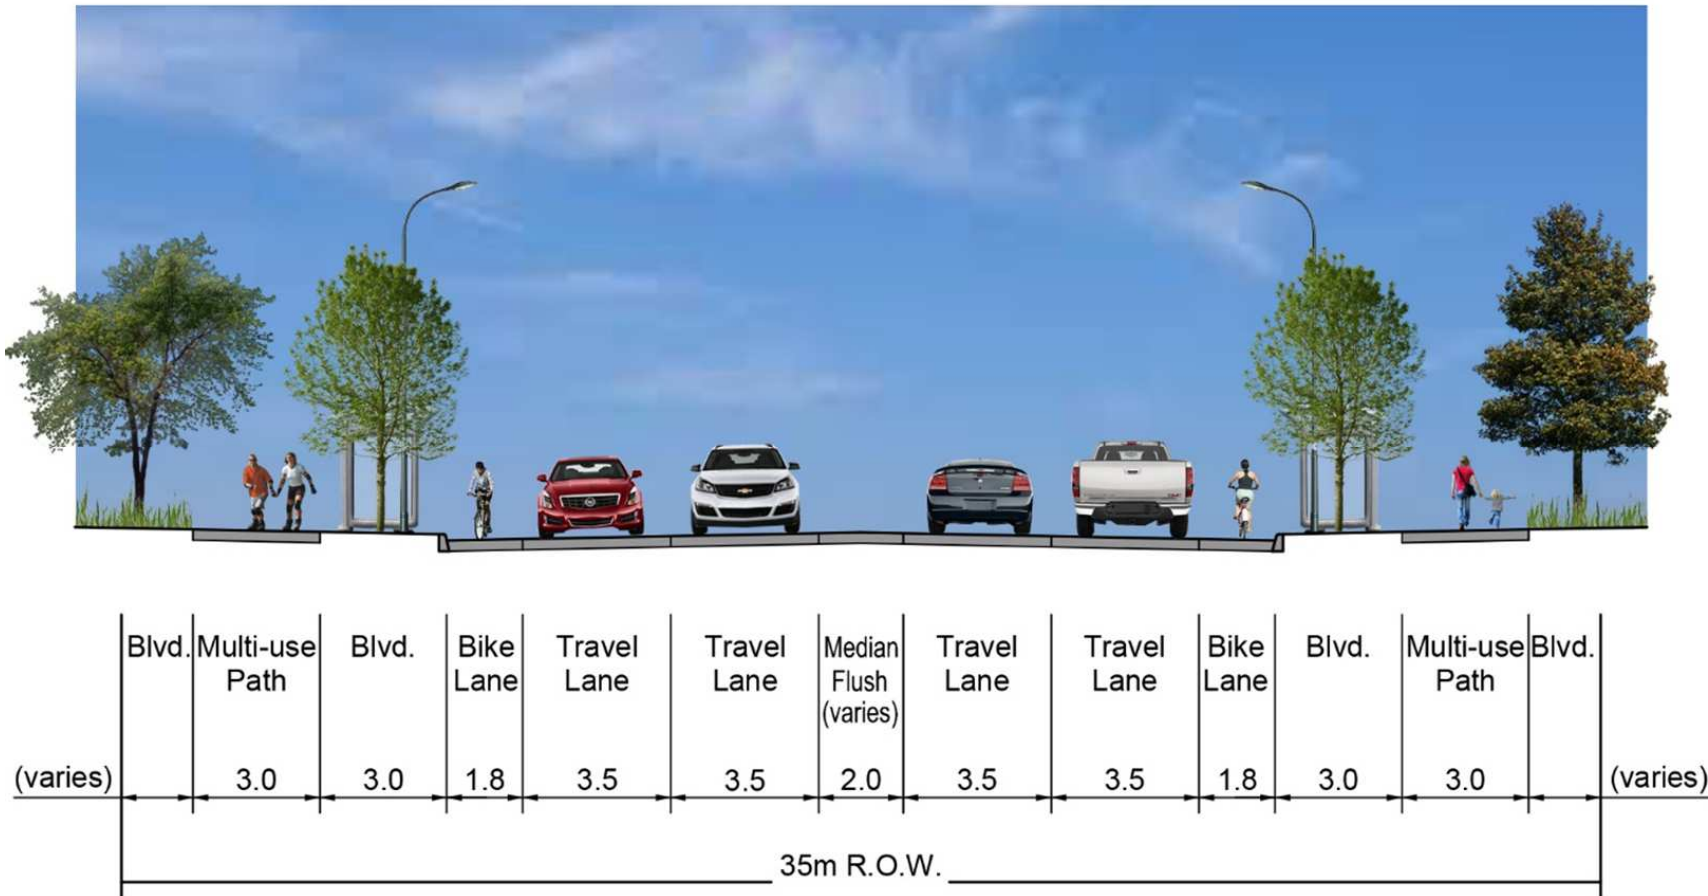 Blvd. Multi-use Blvd. Bike Travel Travel Median Travel Travel Bike Blvd. Multi-use Blvd.
Path Lane Lane Lane Flush Lane Lane Lane Path
(varies)
(varies) 3.0 3.0 1.8 3.5 3.5 2.0 3.5 3.5 1.8 3.0 3.0 (varies)
35m R.O.W.